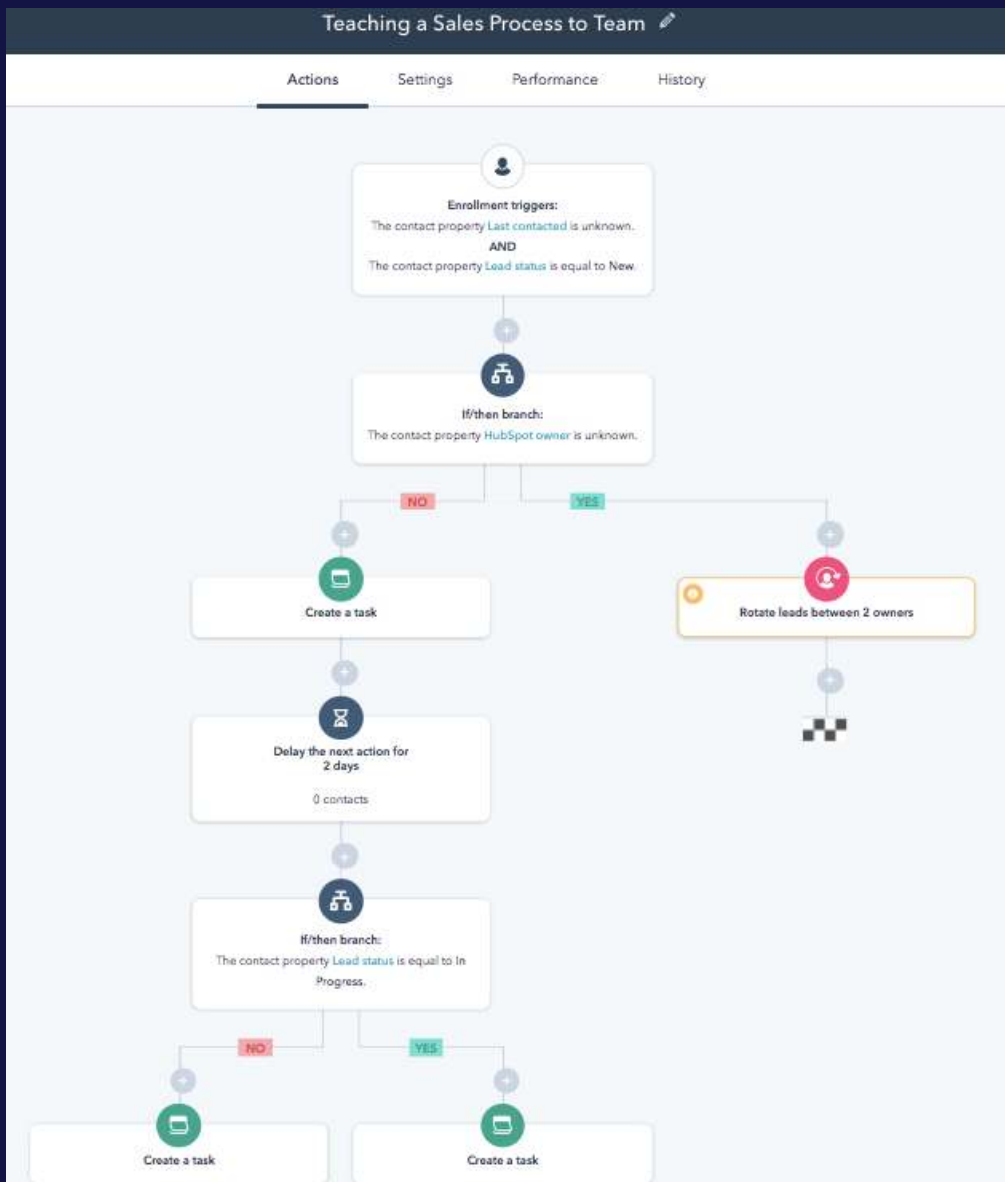 Teaching a Sales Process to Team
Actions Settings Performance History
Enrollment triggers:
The contact property Last contacted is unknown.
AND
The contact property Lead status is equal to New.
If/then branch:
The contact property HubSpot owner is unknown.
NO YES
Create a task
Rotate leads between 2 owners
Delay the next action for
2 days
0 contacts
If/then branch:
The contact property Lead status is equal to In
Progress.
NO YES
Create a task
Create a task